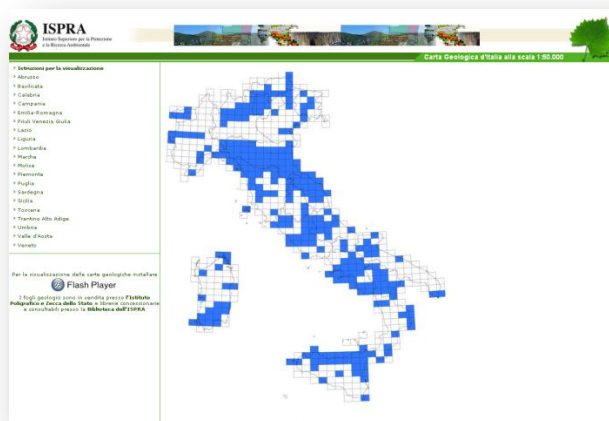 ISPRA
Istituto Superiore per la Protezione
e la Ricerca Ambientale
Carta Geologica d'Italia alla scala 1:50.000
Istruzioni per la visualizzazione
Abruzzo
Basilicata
Calabria
Campania
Emilia-Romagna
Friuli Venezia Giulia
Lazio
Liguria
Lombardia
Marche
Molise
Piemonte
Puglia
Sardegna
Sicilia
Toscana
Trentino Alto Adige
Umbria
Valle d'Aosta
Veneto
Per la visualizzazione delle carte geologiche installare
Flash Player
I fogli geologici sono in vendita presso l'Istituto
Poligrafico e Zecca dello Stato e librerie concessionarie
e consultabili presso la Biblioteca dell'ISPRA